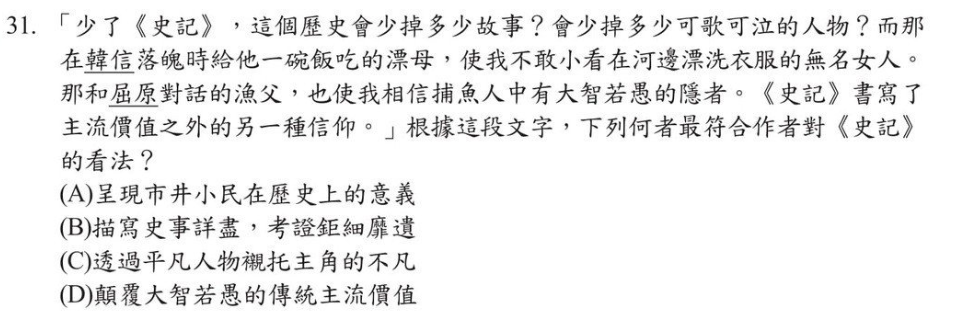 31. 「少了《史記》，這個歷史會少掉多少故事？會少掉多少可歌可泣的人物？而那
在韓信落魄時給他一碗飯吃的漂母，使我不敢小看在河邊漂洗衣服的無名女人。
那和屈原對話的漁父，也使我相信捕魚人中有大智若愚的隱者。《史記》書寫了
主流價值之外的另一種信仰。」根據這段文字，下列何者最符合作者對《史記》
的看法？
(A)呈現市井小民在歷史上的意義
(B)描寫史事詳盡，考證鉅細靡遺
(C)透過平凡人物襯托主角的不凡
(D)顛覆大智若愚的傳統主流價值